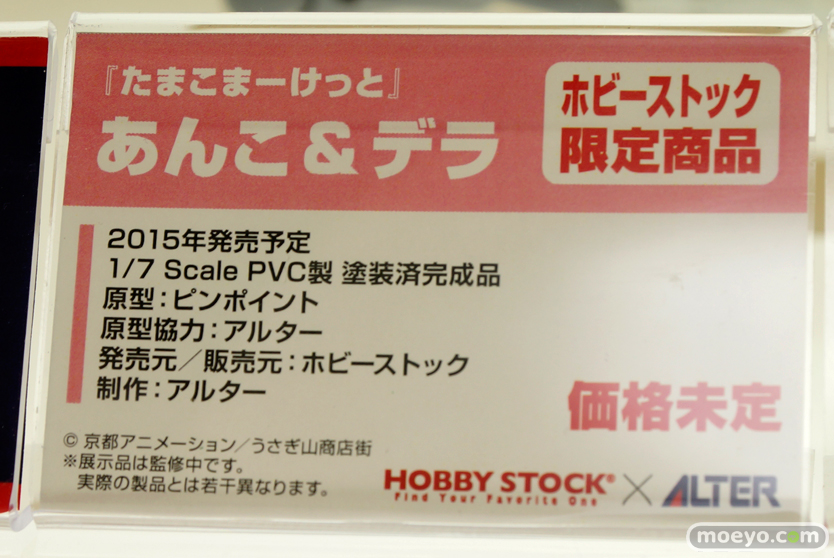 『たまこまーけっと』
あんこ&デラ
ホビーストック
限定商品
2015年発売予定
1/7 Scale PVC製 塗装済完成品
原型:ピンポイント
原型協力:アルター
発売元/販売元:ホビーストック
制作:アルター
価格未定
© 京都アニメーション/うさぎ山商店街
※展示品は監修中です。
実際の製品とは若干異なります。
HOBBY STOCK®
Find Your Favorite One
×
ALTER
moeyo.com